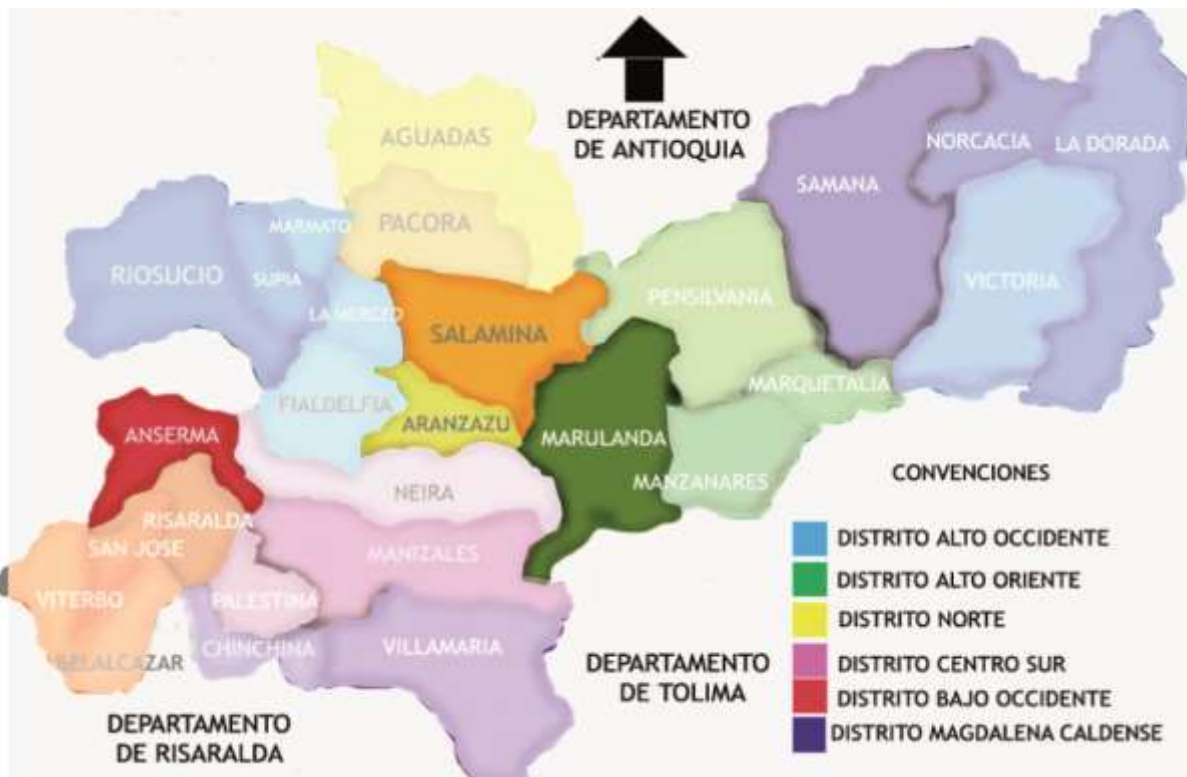 DEPARTAMENTO
DE ANTIOQUIA
AGUADAS
NORCACIA
LA DORADA
SAMANA
PACORA
MARMATO
RIOSUCIO
SUPIA
VICTORIA
PENSILVANIA
LA MERCED
SALAMINA
MARQUETALIA
FIALDELFIA
ARANZAZU
ANSERMA
MARULANDA
MANZANARES
NEIRA
RISARALDA
SAN JOSE
MANIZALES
VITERBO
PALESTINA
CHINCHINA
VILLAMARIA
BELALCAZAR
DEPARTAMENTO
DE TOLIMA
DEPARTAMENTO
DE RISARALDA
CONVENCIONES
DISTRITO ALTO OCCIDENTE
DISTRITO ALTO ORIENTE
DISTRITO NORTE
DISTRITO CENTRO SUR
DISTRITO BAJO OCCIDENTE
DISTRITO MAGDALENA CALDENSE